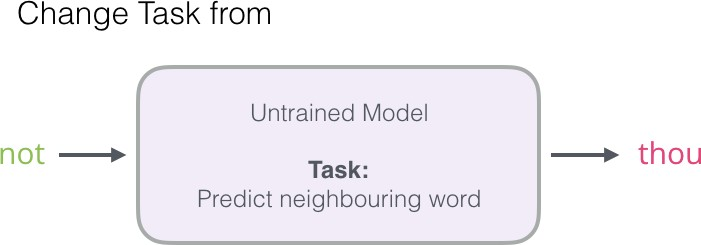 Change Task from
Untrained Model
not
thou
Task:
Predict neighbouring word